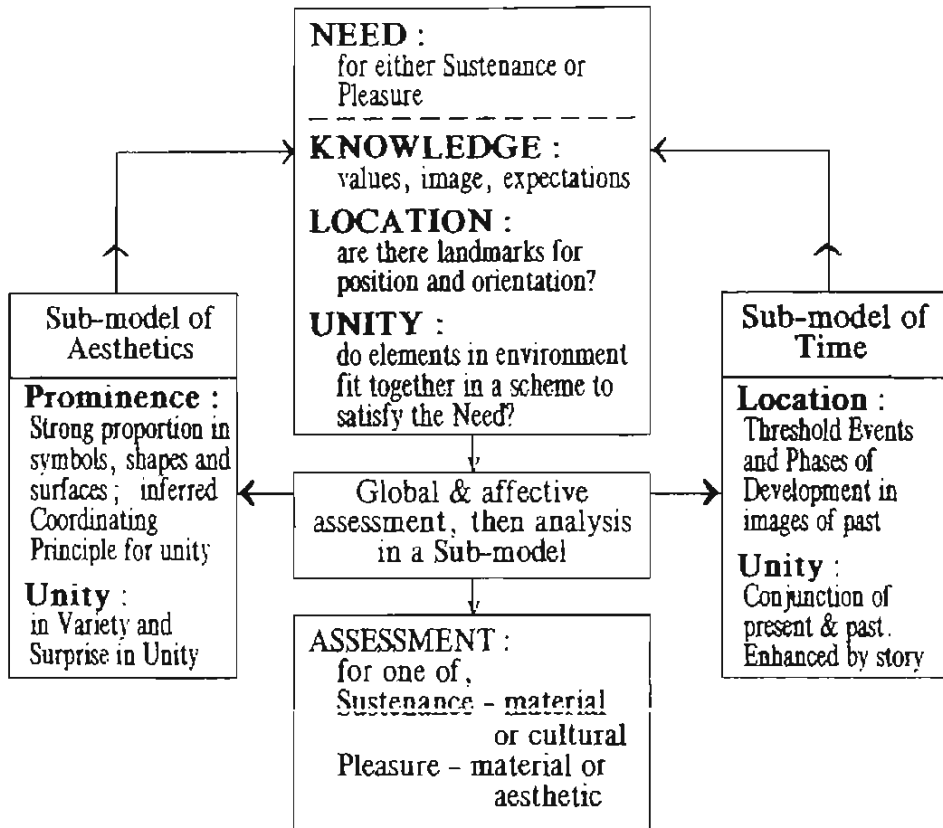 NEED :
for either Sustenance or
Pleasure
KNOWLEDGE :
values, image, expectations
LOCATION :
are there landmarks for
position and orientation?
UNITY :
do elements in environment
fit together in a scheme to
satisfy the Need?
Sub-model of
Aesthetics
Prominence :
Strong proportion in
symbols, shapes and
surfaces ; inferred
Coordinating
Principle for unity
Unity :
in Variety and
Surprise in Unity
Global & affective
assessment, then analysis
in a Sub-model
Sub-model of
Time
Location :
Threshold Events
and Phases of
Development in
images of past
Unity :
Conjunction of
present & past.
Enhanced by story
ASSESSMENT :
for one of,
Sustenance - material
or cultural
Pleasure - material or
aesthetic